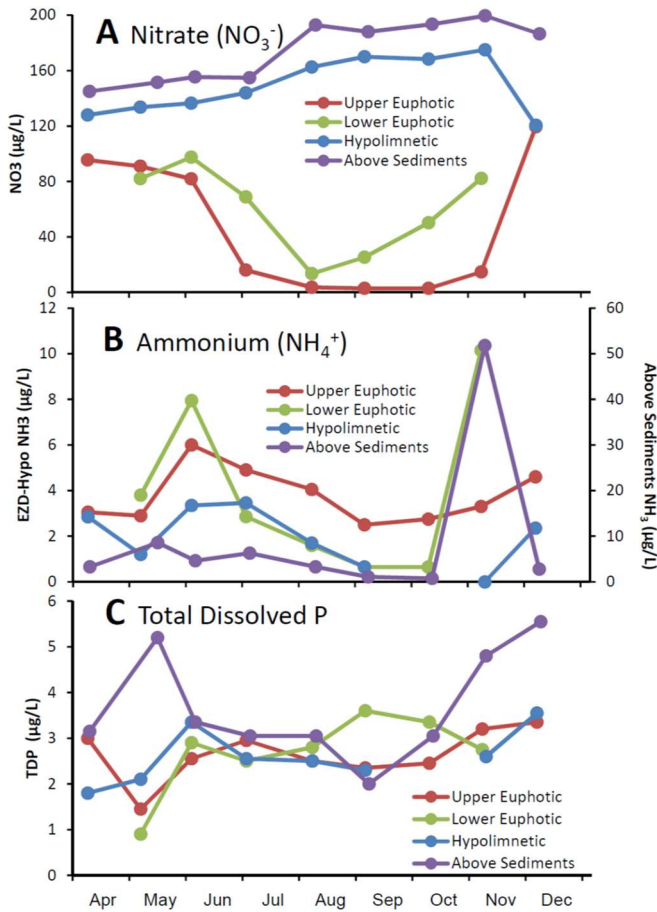 A Nitrate (NO3-)
200
160
120
80
40
0
NO3 (µg/L)
Upper Euphotic
Lower Euphotic
Hypolimnetic
Above Sediments
B Ammonium (NH4+)
12
10
8
6
4
2
0
EZD-Hypo NH3 (µg/L)
Upper Euphotic
Lower Euphotic
Hypolimnetic
Above Sediments
60
50
40
30
20
10
0
Above Sediments
NH3 (µg/L)
C Total Dissolved P
6
5
4
3
2
1
0
TDP (µg/L)
Upper Euphotic
Lower Euphotic
Hypolimnetic
Above Sediments
Apr May Jun Jul Aug Sep Oct Nov Dec